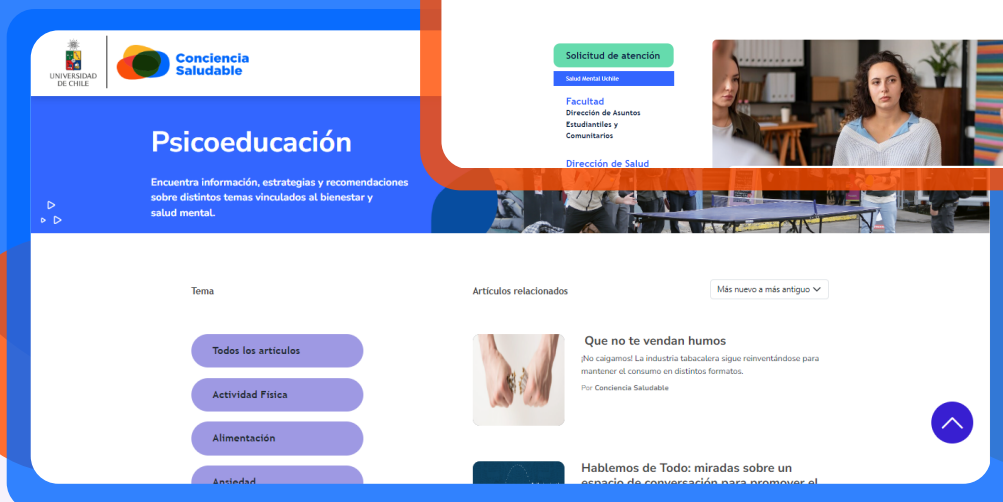 UNIVERSIDAD
DE CHILE
Conciencia
Saludable
Solicitud de atención
Salud Mental Uchile
Facultad
Dirección de Asuntos
Estudiantiles y
Comunitarios
Dirección de Salud
Psicoeducación
Encuentra información, estrategias y recomendaciones
sobre distintos temas vinculados al bienestar y
salud mental.
Tema
Todos los artículos
Actividad Física
Alimentación
Ansiedad
Artículos relacionados
Más nuevo a más antiguo
Que no te vendan humos
¡No caigamos! La industria tabacalera sigue reinventándose para
mantener el consumo en distintos formatos.
Por Conciencia Saludable
Hablemos de Todo: miradas sobre un
espacio de conversación para promover el